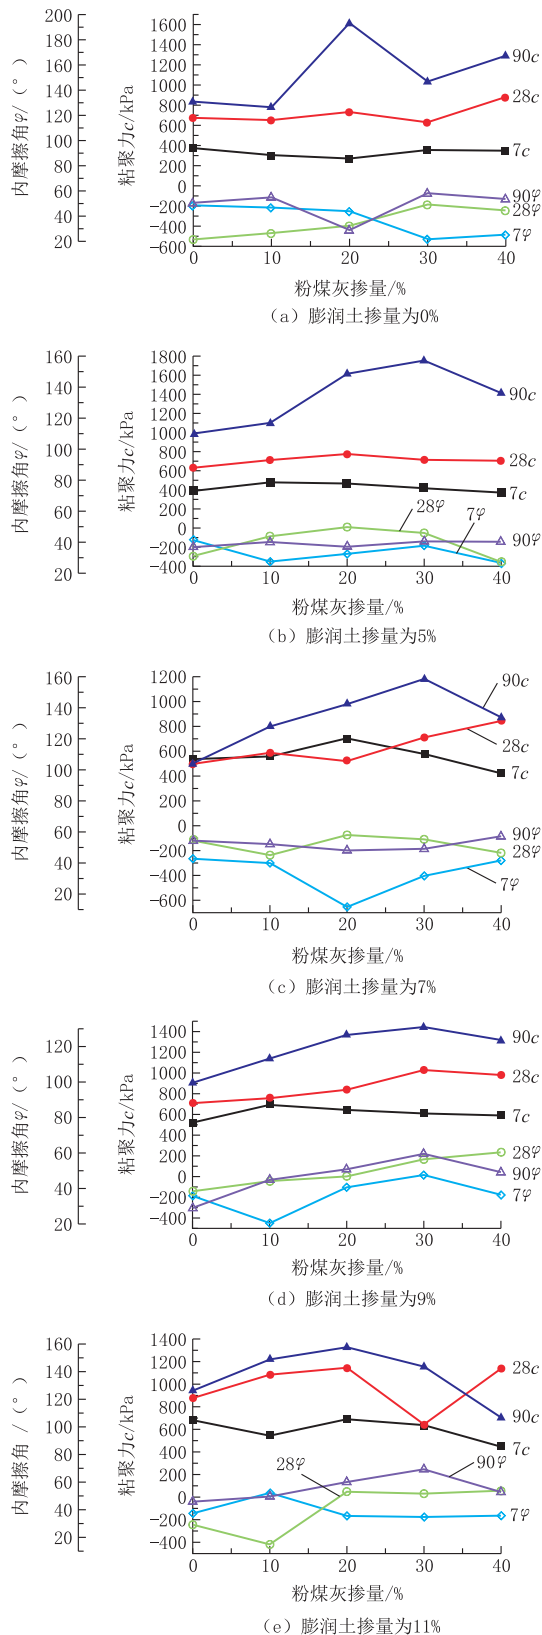 内摩擦角φ/（°）
200
180
160
140
120
100
80
60
40
20
粘聚力c/kPa
1600
1400
1200
1000
800
600
400
200
0
−200
−400
−600
90c
28c
7c
90φ
28φ
7φ
0 10 20 30 40
粉煤灰掺量/%
（a）膨润土掺量为0%
内摩擦角φ/（°）
160
140
120
100
80
60
40
20
粘聚力c/kPa
1800
1600
1400
1200
1000
800
600
400
200
0
−200
−400
90c
28c
7c
28φ
7φ
90φ
0 10 20 30 40
粉煤灰掺量/%
（b）膨润土掺量为5%
内摩擦角φ/（°）
160
140
120
100
80
60
40
20
粘聚力c/kPa
1200
1000
800
600
400
200
0
−200
−400
−600
90c
28c
7c
90φ
28φ
7φ
0 10 20 30 40
粉煤灰掺量/%
（c）膨润土掺量为7%
内摩擦角φ/（°）
120
100
80
60
40
20
粘聚力c/kPa
1400
1200
1000
800
600
400
200
0
−200
−400
90c
28c
7c
28φ
90φ
7φ
0 10 20 30 40
粉煤灰掺量/%
（d）膨润土掺量为9%
内摩擦角 /（°）
160
140
120
100
80
60
40
20
粘聚力c/kPa
1400
1200
1000
800
600
400
200
0
−200
−400
28c
90c
7c
28φ
90φ
7φ
0 10 20 30 40
粉煤灰掺量/%
（e）膨润土掺量为11%